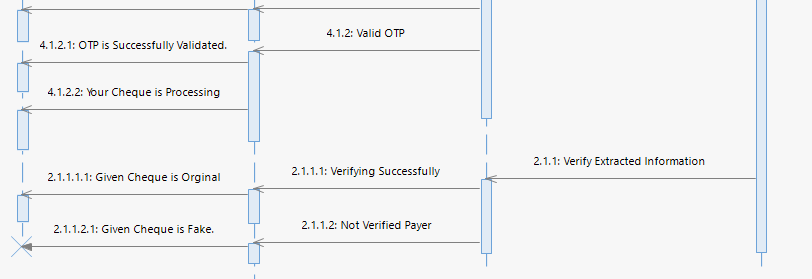 4.1.2: Valid OTP
4.1.2.1: OTP is Successfully Validated.
4.1.2.2: Your Cheque is Processing
2.1.1: Verify Extracted Information
2.1.1.1: Verifying Successfully
2.1.1.1.1: Given Cheque is Orginal
2.1.1.2: Not Verified Payer
2.1.1.2.1: Given Cheque is Fake.